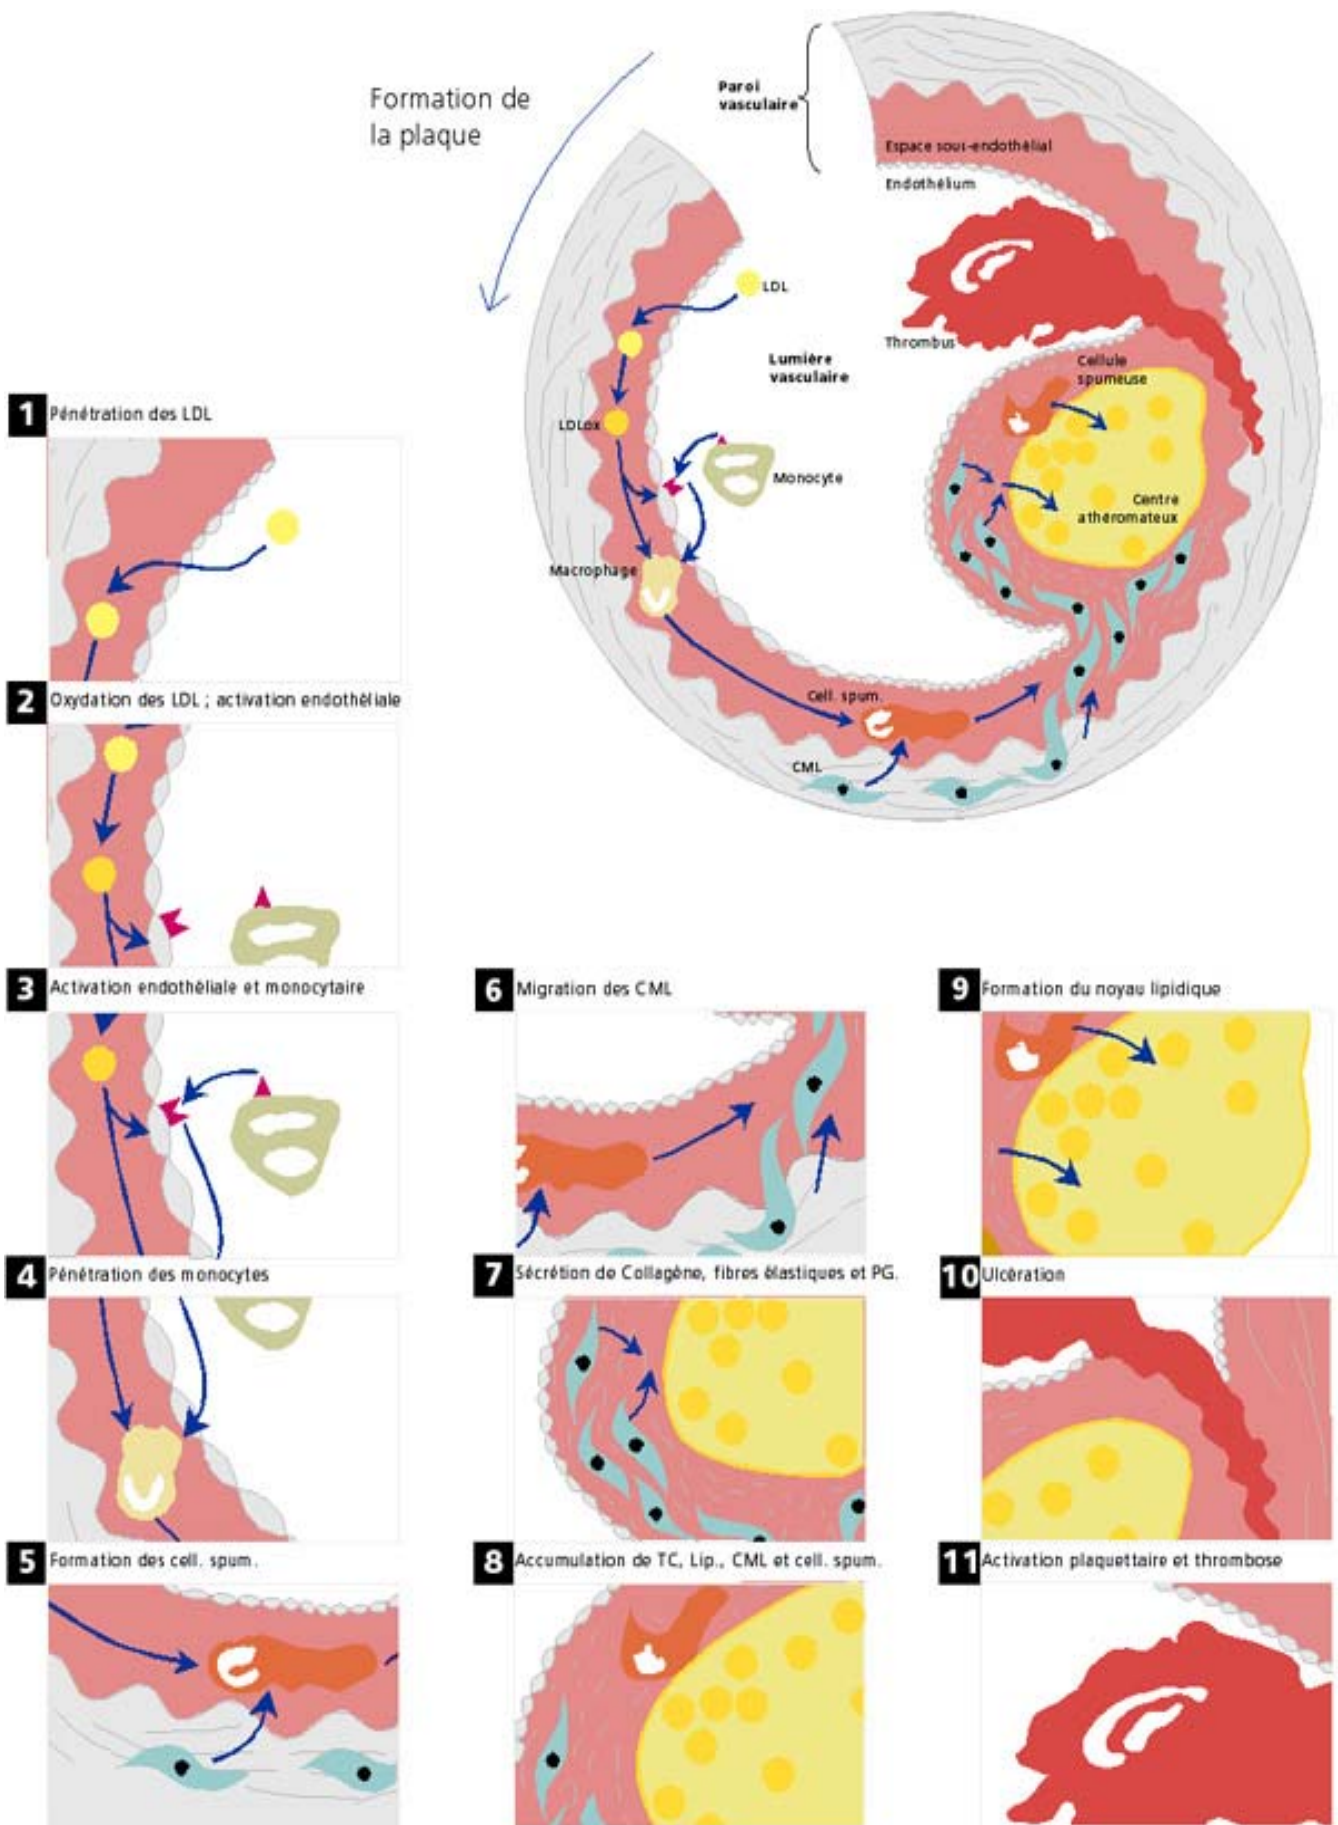 Formation de
la plaque
Paroi
vasculaire
Espace sous-endothélial
Endothélium
LDL
Thrombus
Lumière
vasculaire
Cellule
spumeuse
LDLox
Monocyte
Centre
athéromateux
Macrophage
Cell. spum.
CML
1 Pénétration des LDL
2 Oxydation des LDL ; activation endothéliale
3 Activation endothéliale et monocytaire
4 Pénétration des monocytes
5 Formation des cell. spum.
6 Migration des CML
7 Sécrétion de Collagène, fibres élastiques et PG.
8 Accumulation de TC, Lip., CML et cell. spum.
9 Formation du noyau lipidique
10 Ulcération
11 Activation plaquettaire et thrombose